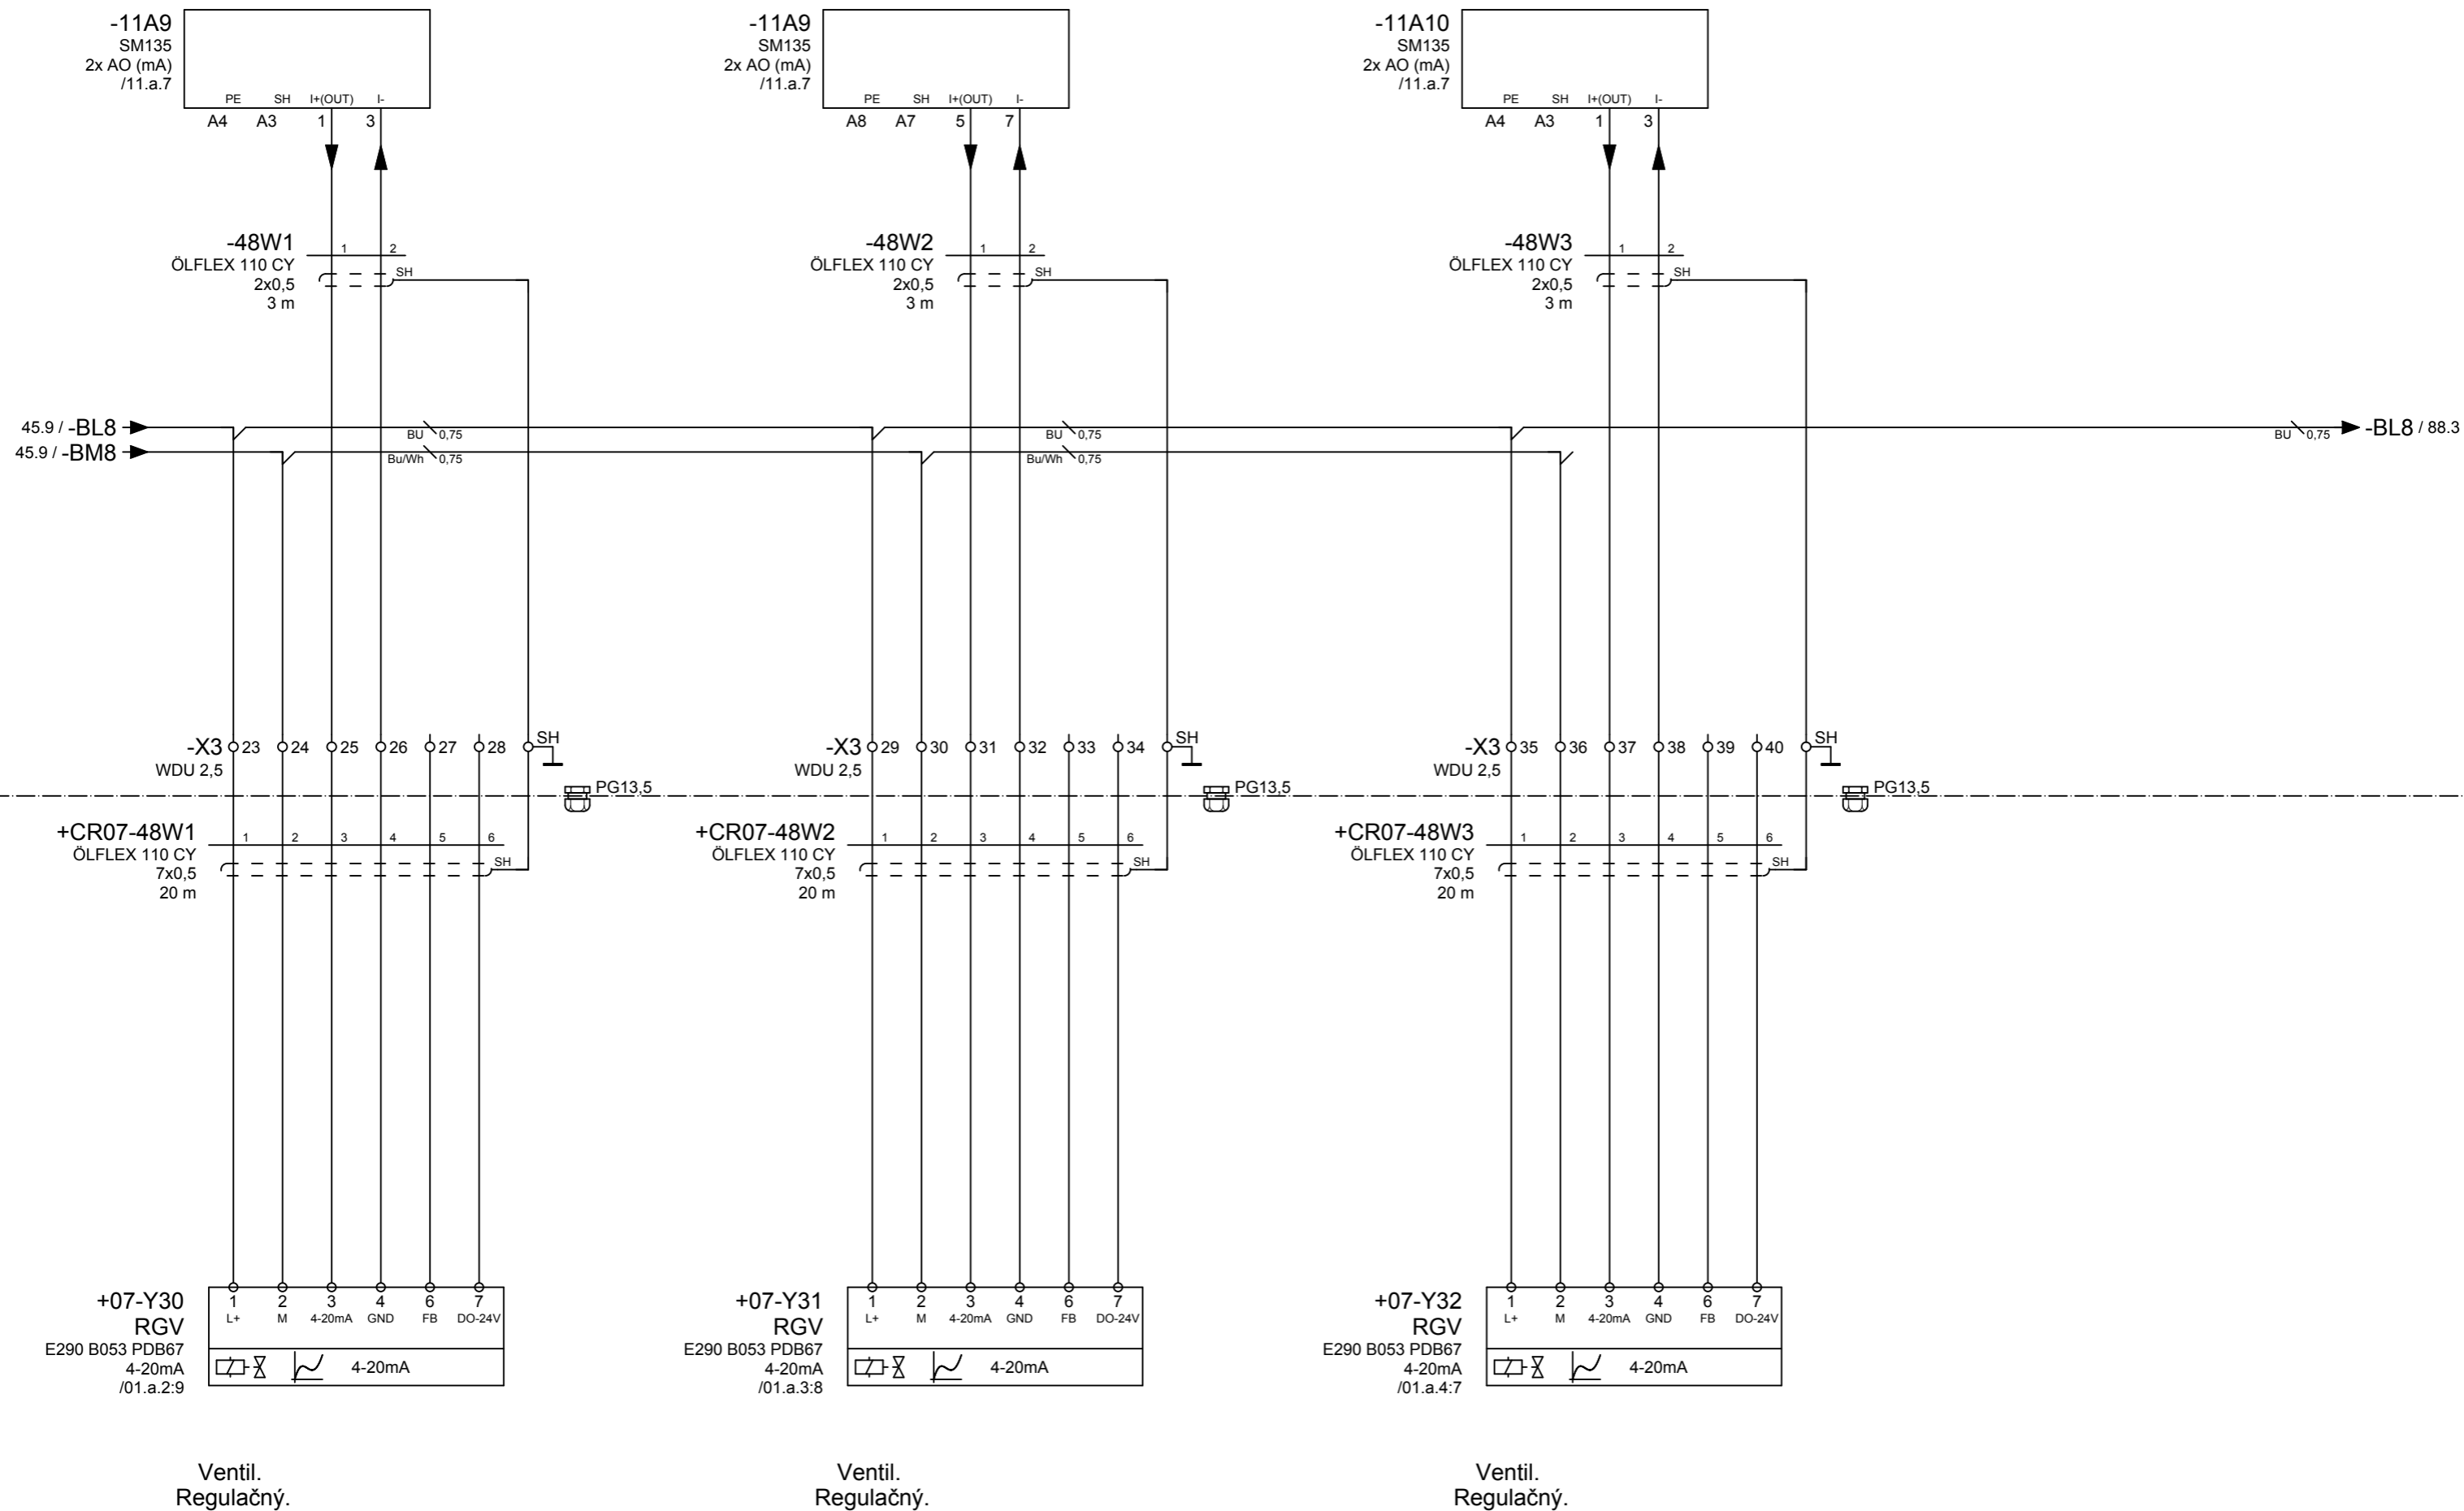 -11A9
SM135
2x AO (mA)
/11.a.7
PE SH I+(OUT) I-
A4 A3 1 3
-11A9
SM135
2x AO (mA)
/11.a.7
PE SH I+(OUT) I-
A8 A7 5 7
-11A10
SM135
2x AO (mA)
/11.a.7
PE SH I+(OUT) I-
A4 A3 1 3
-48W1
ÖLFLEX 110 CY
2x0,5
3 m
1 2
SH
-48W2
ÖLFLEX 110 CY
2x0,5
3 m
1 2
SH
-48W3
ÖLFLEX 110 CY
2x0,5
3 m
1 2
SH
45.9 / -BL8
BU 0,75
BU 0,75
BU 0,75
-BL8 / 88.3
45.9 / -BM8
Bu/Wh 0,75
Bu/Wh 0,75
-X3 23 24 25 26 27 28 SH
WDU 2,5
PG13,5
-X3 29 30 31 32 33 34 SH
WDU 2,5
PG13,5
-X3 35 36 37 38 39 40 SH
WDU 2,5
PG13,5
+CR07-48W1
ÖLFLEX 110 CY
7x0,5
20 m
1 2 3 4 5 6
SH
+CR07-48W2
ÖLFLEX 110 CY
7x0,5
20 m
1 2 3 4 5 6
SH
+CR07-48W3
ÖLFLEX 110 CY
7x0,5
20 m
1 2 3 4 5 6
SH
+07-Y30
RGV
E290 B053 PDB67
4-20mA
/01.a.2:9
1 2 3 4 6 7
L+ M 4-20mA GND FB DO-24V
4-20mA
+07-Y31
RGV
E290 B053 PDB67
4-20mA
/01.a.3:8
1 2 3 4 6 7
L+ M 4-20mA GND FB DO-24V
4-20mA
+07-Y32
RGV
E290 B053 PDB67
4-20mA
/01.a.4:7
1 2 3 4 6 7
L+ M 4-20mA GND FB DO-24V
4-20mA
Ventil.
Regulačný.
Ventil.
Regulačný.
Ventil.
Regulačný.